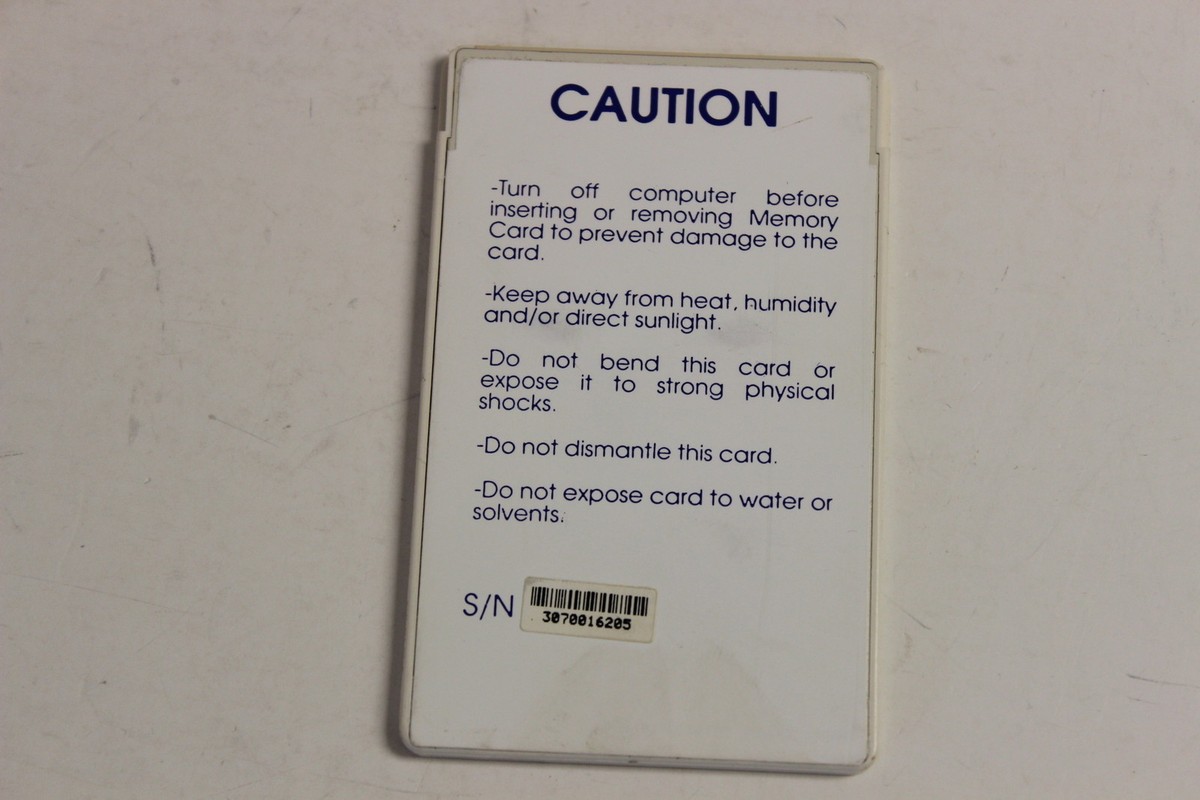 CAUTION
-Turn off computer before
inserting or removing Memory
Card to prevent damage to the
card.
-Keep away from heat, humidity
and/or direct sunlight.
-Do not bend this card or
expose it to strong physical
shocks.
-Do not dismantle this card.
-Do not expose card to water or
solvents.
S/N 3070016205